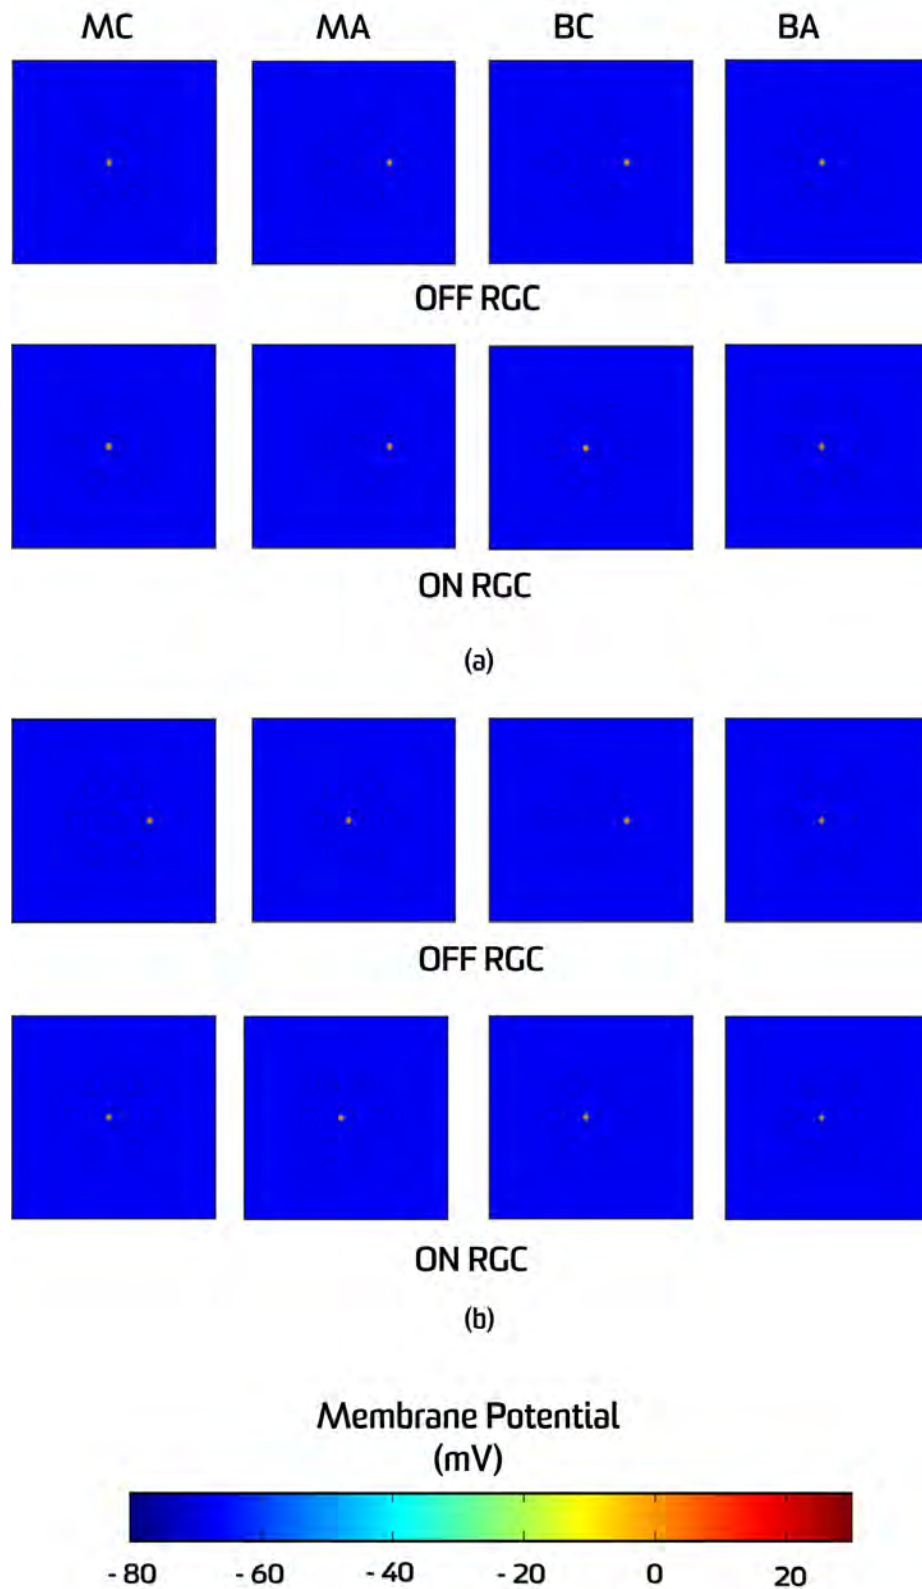 MC MA BC BA
OFF RGC
ON RGC
(a)
OFF RGC
ON RGC
(b)
Membrane Potential
(mV)
- 80 - 60 - 40 - 20 0 20